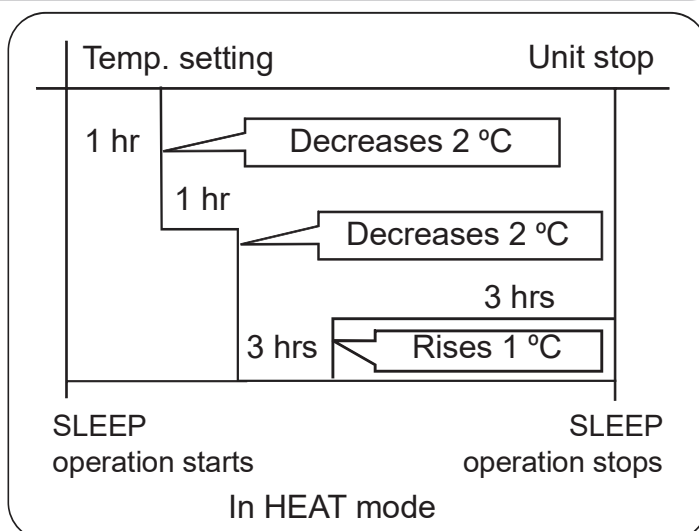 Temp. setting
Unit stop
1 hr
Decreases 2 ºC
1 hr
Decreases 2 ºC
3 hrs
3 hrs
Rises 1 ºC
SLEEP
operation starts
SLEEP
operation stops
In HEAT mode